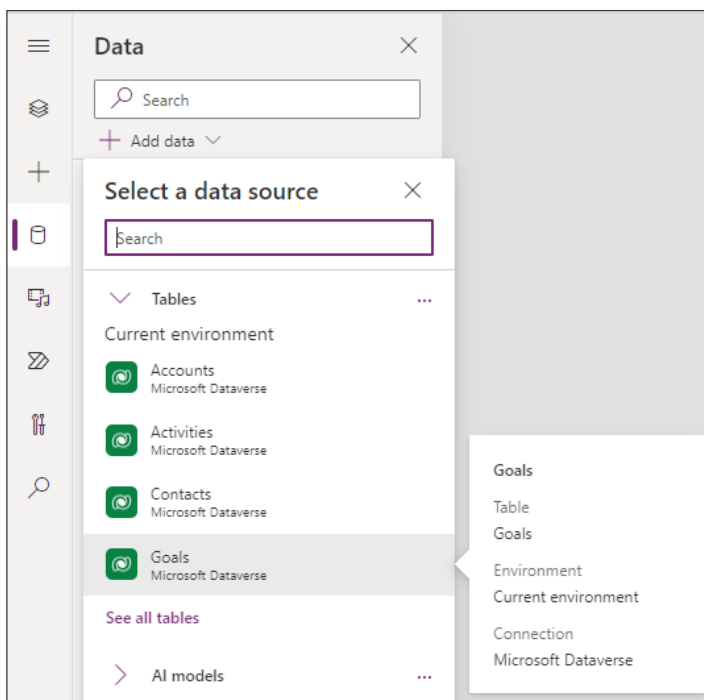 Data
Search
Add data
Select a data source
Search
Tables
Current environment
Accounts
Microsoft Dataverse
Activities
Microsoft Dataverse
Contacts
Microsoft Dataverse
Goals
Microsoft Dataverse
See all tables
AI models
Goals
Table
Goals
Environment
Current environment
Connection
Microsoft Dataverse